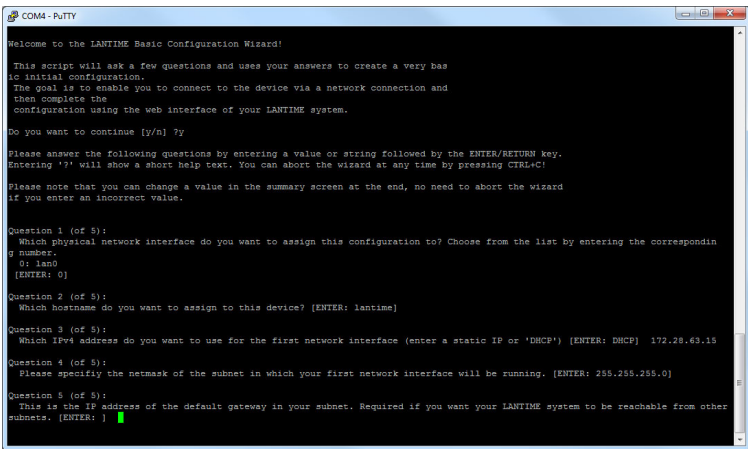 COM4 - PuTTY
Welcome to the LANTIME Basic Configuration Wizard!
This script will ask a few questions and uses your answers to create a very bas
ic initial configuration.
The goal is to enable you to connect to the device via a network connection and
then complete the
configuration using the web interface of your LANTIME system.
Do you want to continue [y/n] ?y
Please answer the following questions by entering a value or string followed by the ENTER/RETURN key.
Entering '?' will show a short help text. You can abort the wizard at any time by pressing CTRL+C!
Please note that you can change a value in the summary screen at the end, no need to abort the wizard
if you enter an incorrect value.
Question 1 (of 5):
Which physical network interface do you want to assign this configuration to? Choose from the list by entering the correspondin
g number.
0: lan0
[ENTER: 0]
Question 2 (of 5):
Which hostname do you want to assign to this device? [ENTER: lantime]
Question 3 (of 5):
Which IPv4 address do you want to use for the first network interface (enter a static IP or 'DHCP') [ENTER: DHCP] 172.28.63.15
Question 4 (of 5):
Please specifiy the netmask of the subnet in which your first network interface will be running. [ENTER: 255.255.255.0]
Question 5 (of 5):
This is the IP address of the default gateway in your subnet. Required if you want your LANTIME system to be reachable from other
subnets. [ENTER: ]